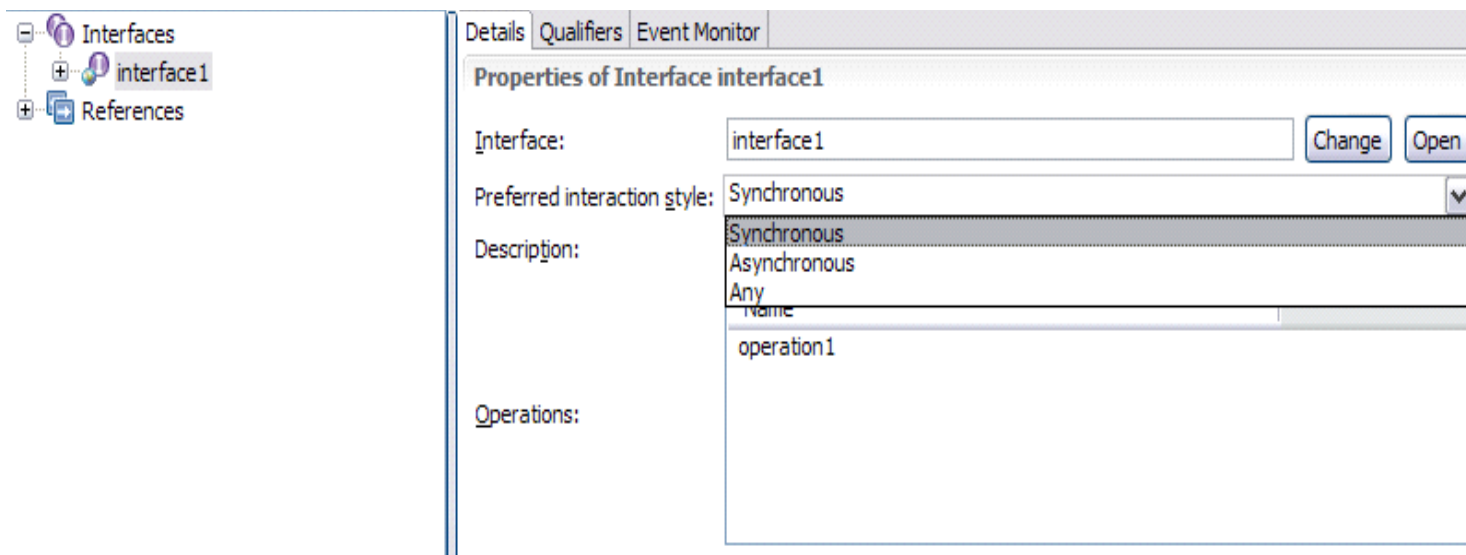 Interfaces
interface1
References
Details Qualifiers Event Monitor
Properties of Interface interface1
Interface: interface1 Change Open
Preferred interaction style: Synchronous
Synchronous
Description:
Asynchronous
Any
Name
operation1
Operations: